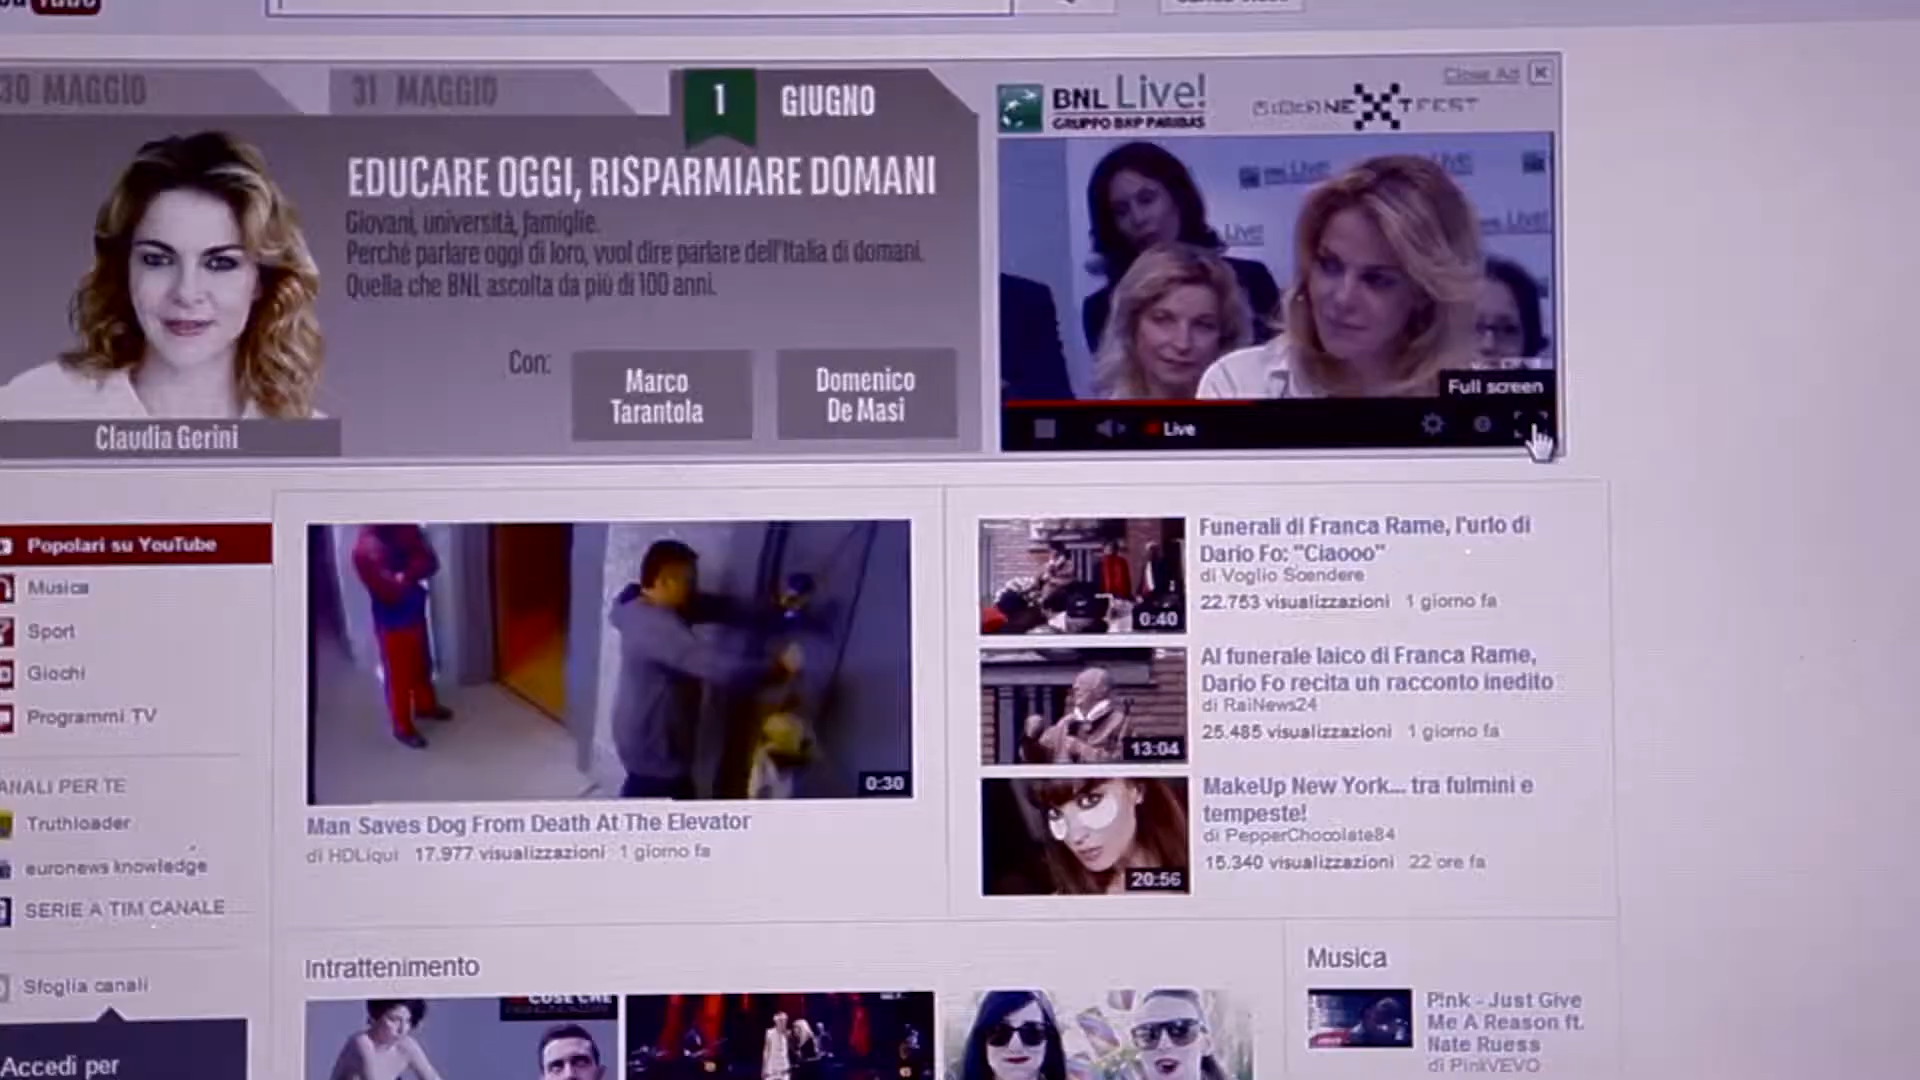 30 MAGGIO
31 MAGGIO
1
GIUGNO
EDUCARE OGGI, RISPARMIARE DOMANI
Giovani, università, famiglie.
Perché parlare oggi di loro, vuol dire parlare dell'Italia di domani.
Quella che BNL ascolta da più di 100 anni.
Con:
Marco
Tarantola
Domenico
De Masi
Claudia Gerini
Close Ad
BNL Live!
GRUPPO BNP PARIBAS
NEXTFEST
Live!
Live!
Live!
Live!
Full screen
Live
Popolari su YouTube
Musica
Sport
Giochi
Programmi TV
ANALI PER TE
Truthloader
euronews knowledge
SERIE A TIM CANALE ...
Sfoglia canali
Accedi per
0:30
Man Saves Dog From Death At The Elevator
di HDLiqui 17.977 visualizzazioni 1 giorno fa
0:40
Funerali di Franca Rame, l'urlo di
Dario Fo: "Ciaooo"
di Voglio Scendere
22.753 visualizzazioni 1 giorno fa
13:04
Al funerale laico di Franca Rame,
Dario Fo recita un racconto inedito
di RaiNews24
25.485 visualizzazioni 1 giorno fa
20:56
MakeUp New York... tra fulmini e
tempeste!
di PepperChocolate84
15.340 visualizzazioni 22 ore fa
Intrattenimento
COSE CHE
Musica
P!nk - Just Give
Me A Reason ft.
Nate Ruess
di PinkVEVO